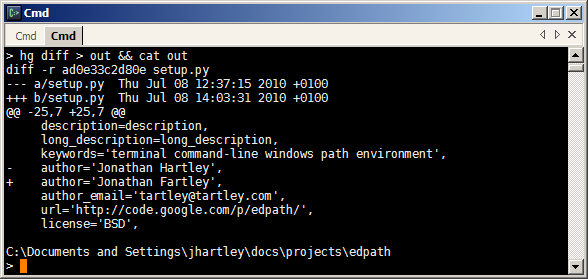 Cmd
Cmd Cmd
> hg diff > out && cat out
diff -r ad0e33c2d80e setup.py
--- a/setup.py  Thu Jul 08 12:37:15 2010 +0100
+++ b/setup.py  Thu Jul 08 14:03:31 2010 +0100
@@ -25,7 +25,7 @@
     description=description,
     long_description=long_description,
     keywords='terminal command-line windows path environment',
-    author='Jonathan Hartley',
+    author='Jonathan Fartley',
     author_email='tartley@tartley.com',
     url='http://code.google.com/p/edpath/',
     license='BSD',
C:\Documents and Settings\jhartley\docs\projects\edpath
>